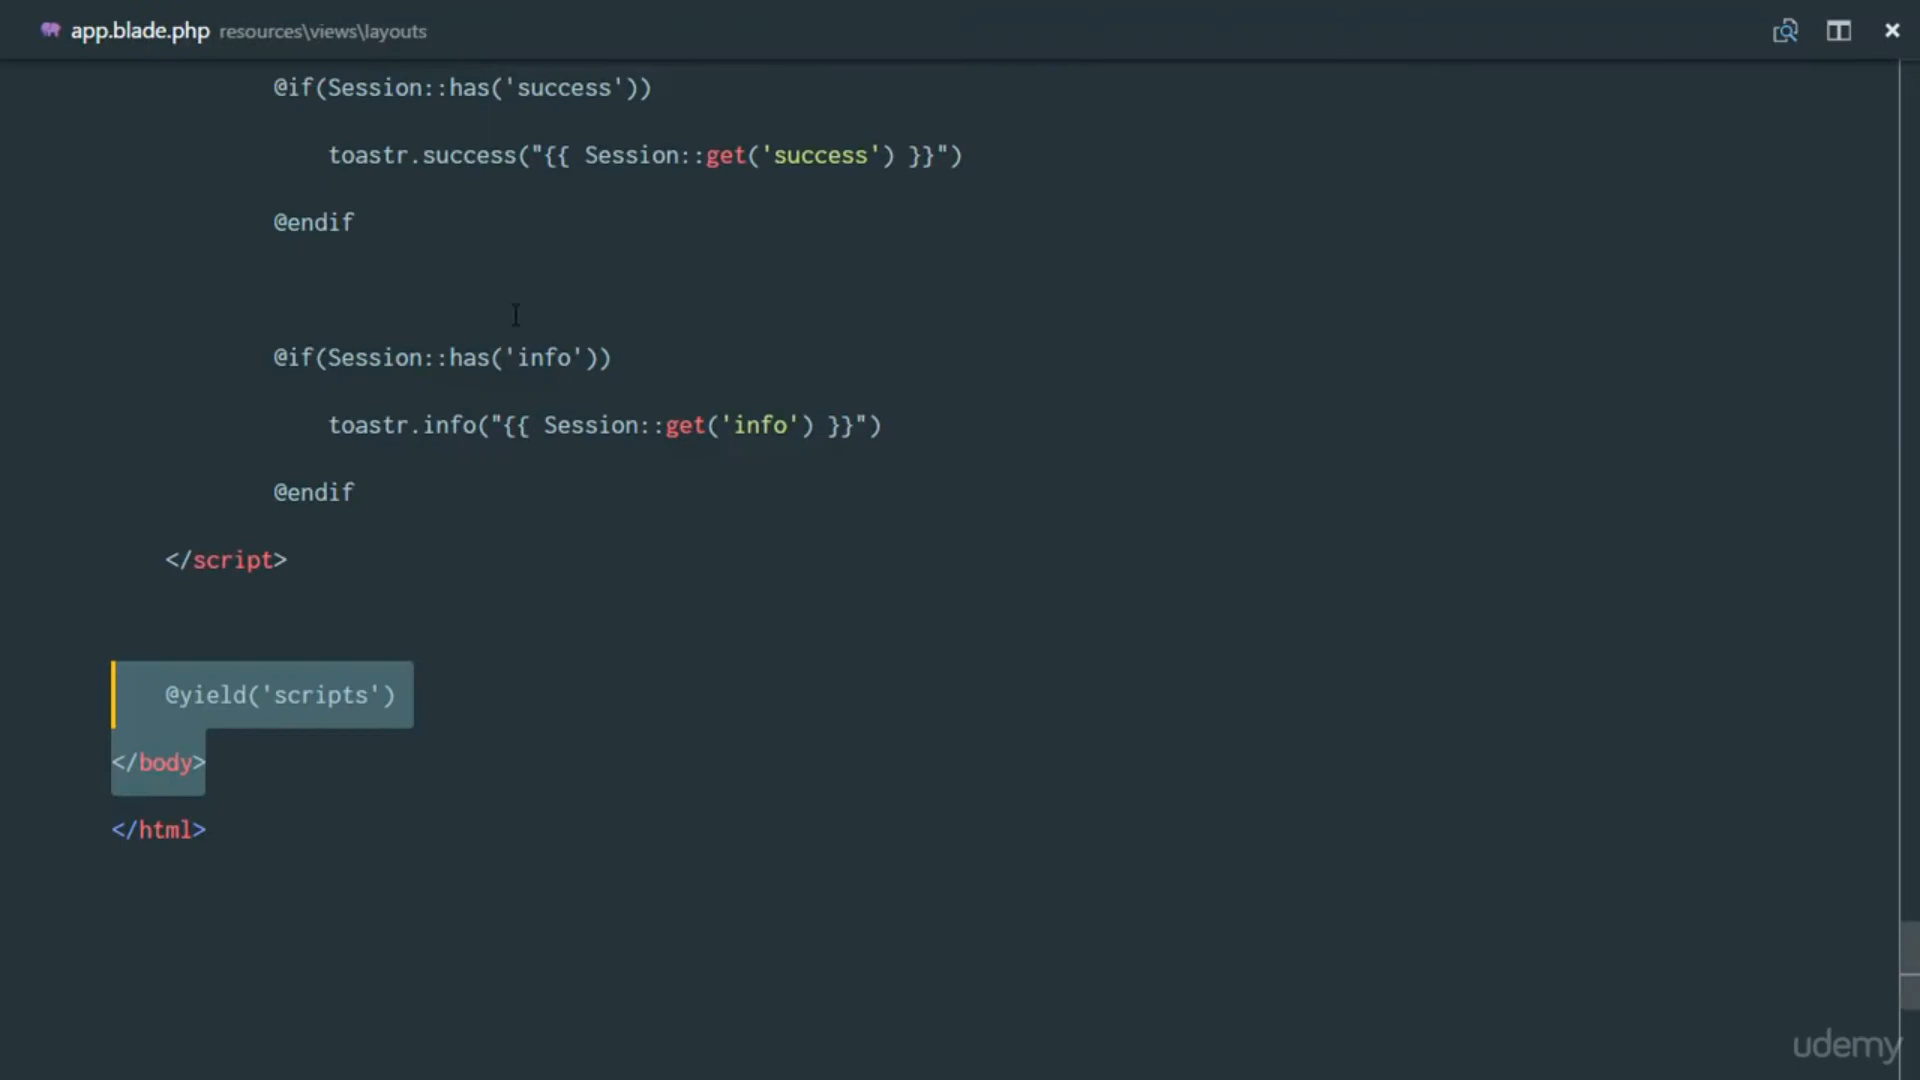 app.blade.php resources\views\layouts
@if(Session::has('success'))
toastr.success("{{ Session::get('success') }}")
@endif
@if(Session::has('info'))
toastr.info("{{ Session::get('info') }}")
@endif
</script>
@yield('scripts')
</body>
</html>
udemy